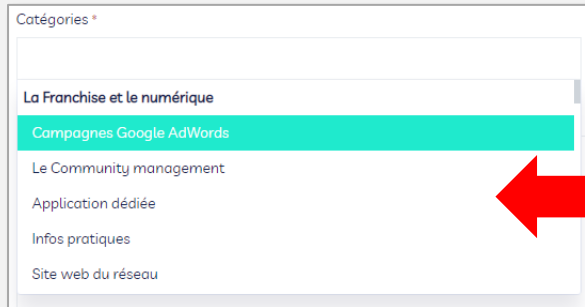 Catégories *
La Franchise et le numérique
Campagnes Google AdWords
Le Community management
Application dédiée
Infos pratiques
Site web du réseau